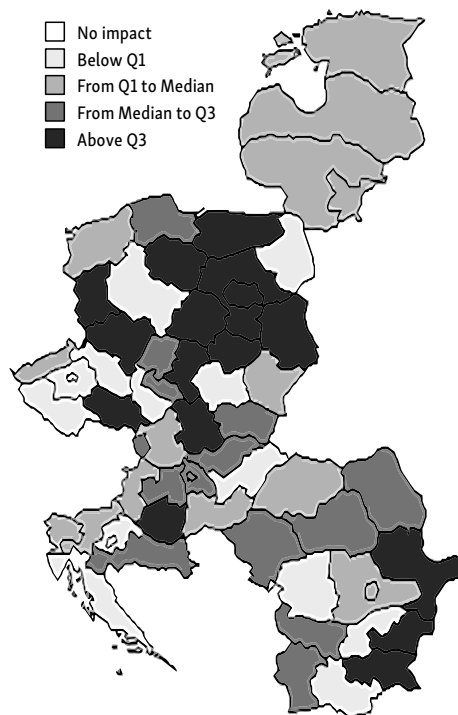 No impact
Below Q1
From Q1 to Median
From Median to Q3
Above Q3